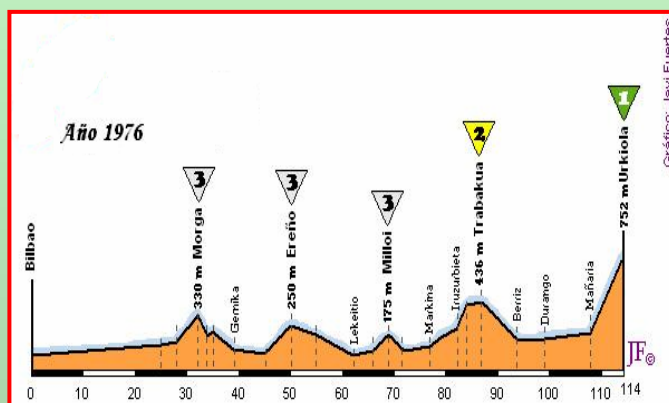 Año 1976
Bilbao
3
330 m Morga
Gernika
3
250 m Ereño
Lekeitio
3
175 m Milloi
Markina
Iruzurbieta
2
436 m Trabakua
Berriz
Durango
Mañaria
1
752 m Urkiola
Gráfico: Javi Fuertes
JF©
0 10 20 30 40 50 60 70 80 90 100 110 114